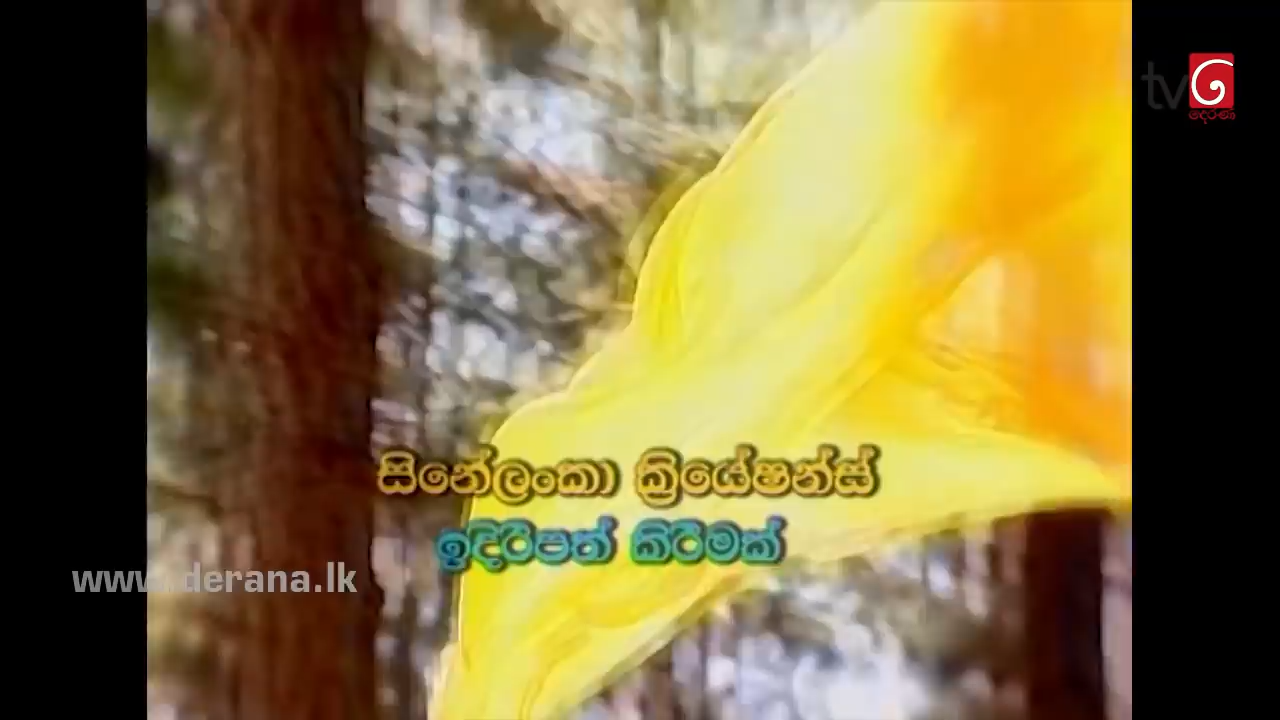 tv
දෙරණ
සිනේලංකා ක්‍රියේෂන්ස්
ඉදිරිපත් කිරීමක්
www.derana.lk